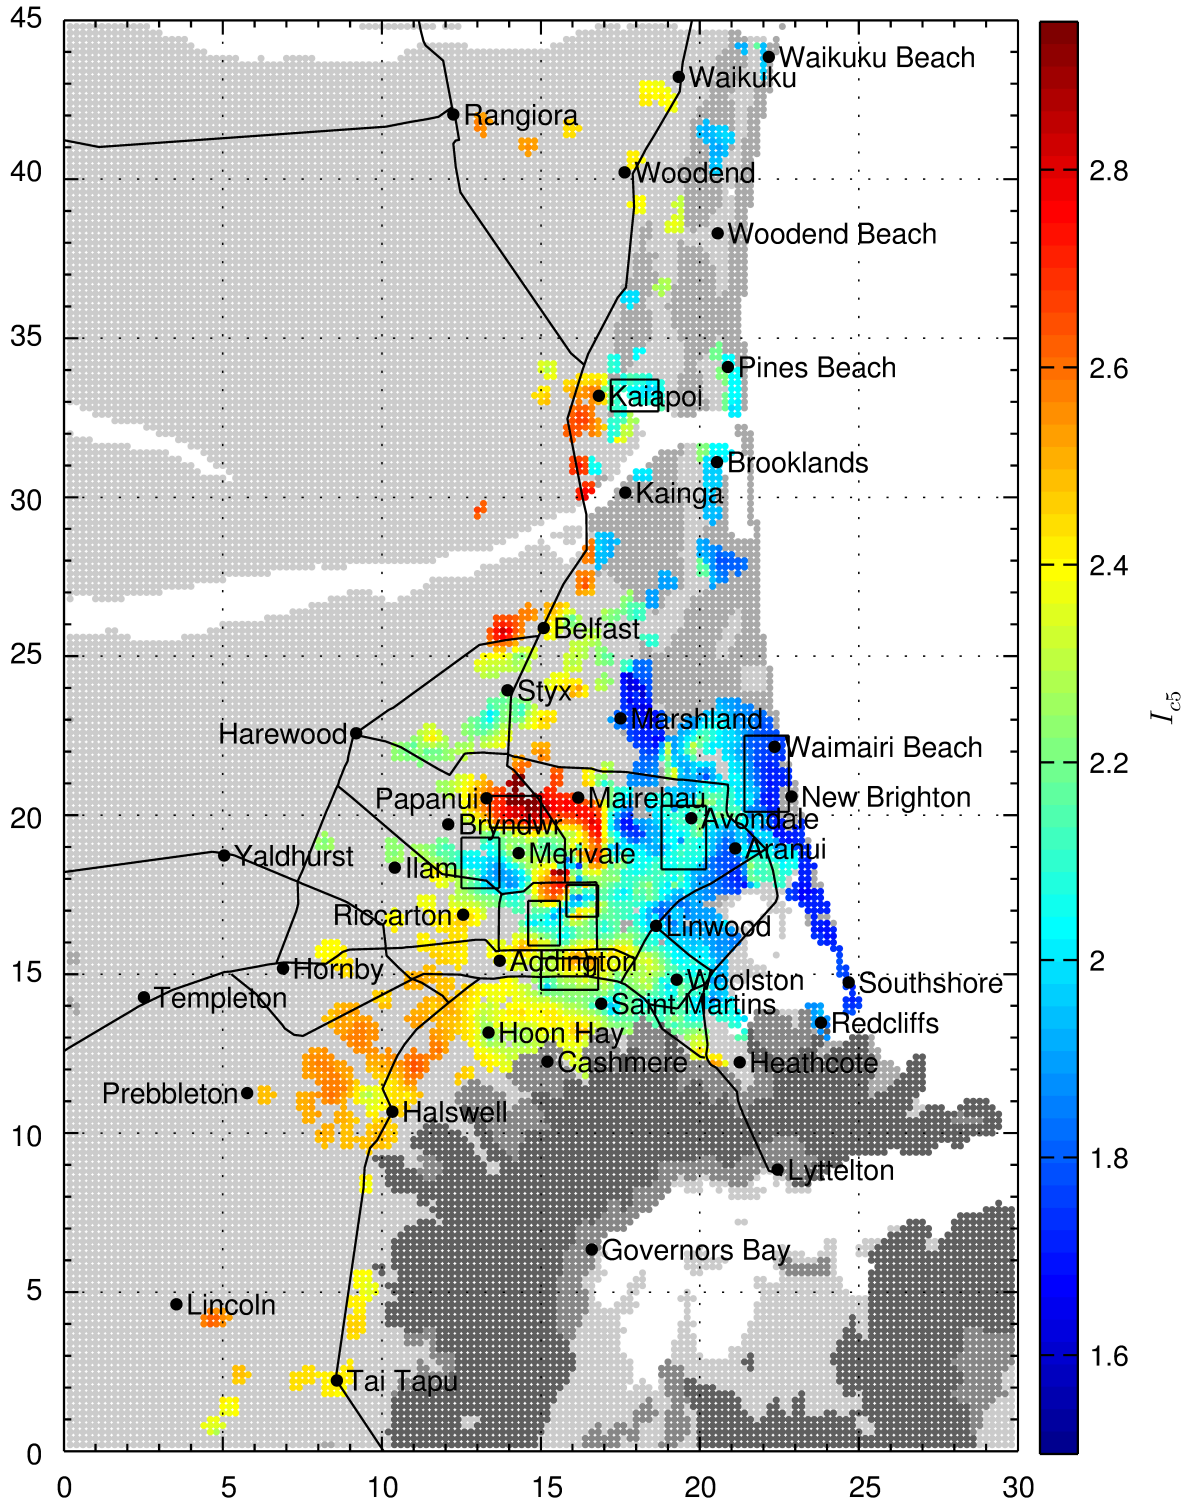 45
Waikuku Beach
Waikuku
Rangiora
40
Woodend
2.8
Woodend Beach
35
Pines Beach
2.6
Kaiapoi
Brooklands
30
Kainga
2.4
Belfast
25
Styx
I_{c5}
Marshland
Harewood
Waimairi Beach
2.2
Papanui
Mairehau
New Brighton
20
Bryndwr
Avondale
Yaldhurst
Merivale
Aranui
Ilam
Riccarton
Linwood
2
Addington
15
Hornby
Woolston
Southshore
Templeton
Saint Martins
Redcliffs
Hoon Hay
Cashmere
Heathcote
Prebbleton
Halswell
10
1.8
Lyttelton
Governors Bay
5
Lincoln
1.6
Tai Tapu
0
0 5 10 15 20 25 30